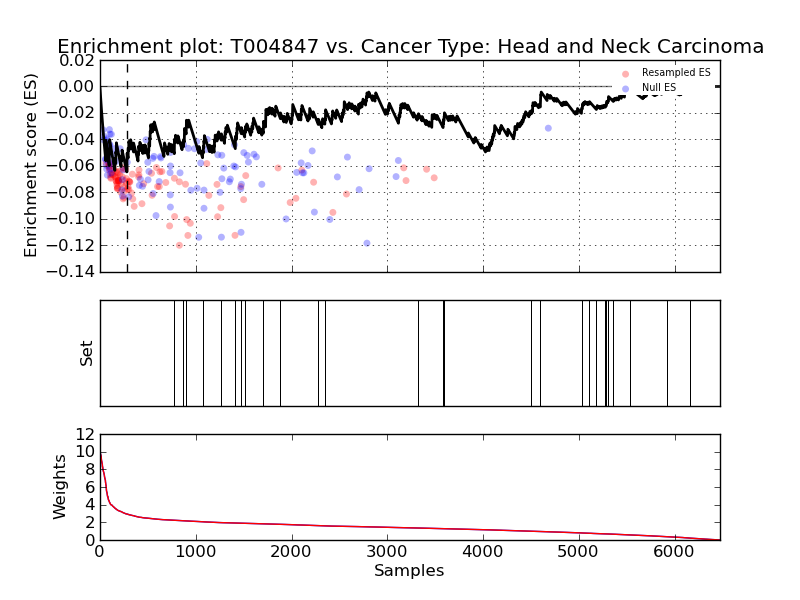 Enrichment plot: T004847 vs. Cancer Type: Head and Neck Carcinoma
0.02
0.00
−0.02
−0.04
−0.06
−0.08
−0.10
−0.12
−0.14
Enrichment score (ES)
Resampled ES
Null ES
Set
12
10
8
6
4
2
0
Weights
0 1000 2000 3000 4000 5000 6000
Samples